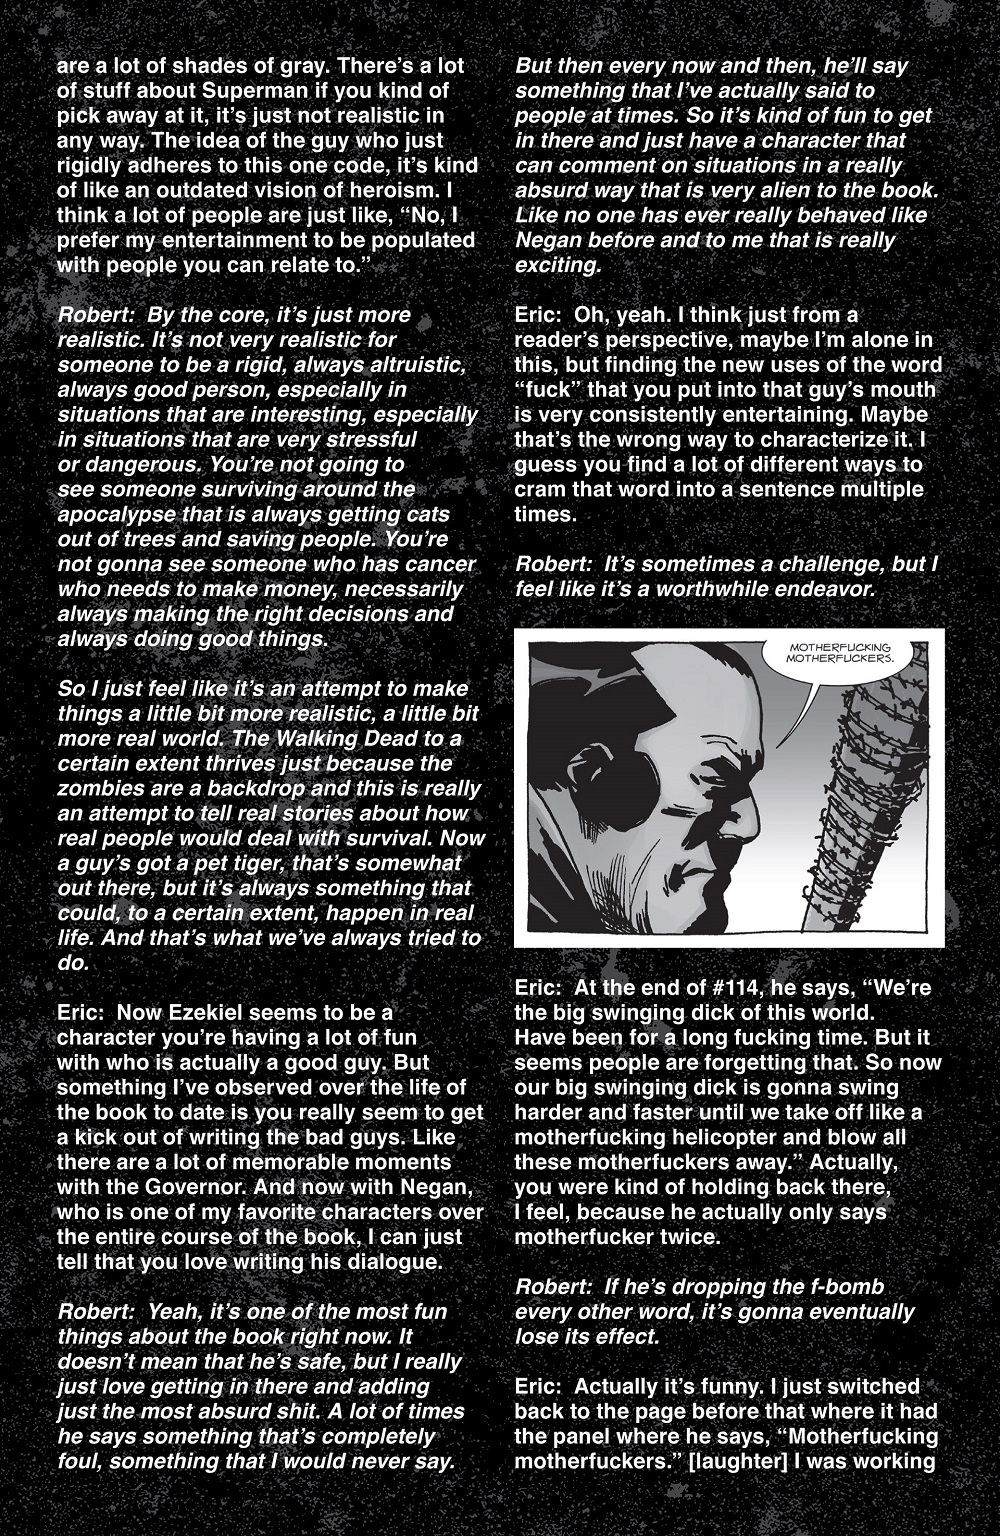 are a lot of shades of gray. There's a lot
of stuff about Superman if you kind of
pick away at it, it's just not realistic in
any way. The idea of the guy who just
rigidly adheres to this one code, it's kind
of like an outdated vision of heroism. I
think a lot of people are just like, “No, I
prefer my entertainment to be populated
with people you can relate to.”

Robert:  By the core, it's just more
realistic. It's not very realistic for
someone to be a rigid, always altruistic,
always good person, especially in
situations that are interesting, especially
in situations that are very stressful
or dangerous. You're not going to
see someone surviving around the
apocalypse that is always getting cats
out of trees and saving people. You're
not gonna see someone who has cancer
who needs to make money, necessarily
always making the right decisions and
always doing good things.

So I just feel like it's an attempt to make
things a little bit more realistic, a little bit
more real world. The Walking Dead to a
certain extent thrives just because the
zombies are a backdrop and this is really
an attempt to tell real stories about how
real people would deal with survival. Now
a guy's got a pet tiger, that's somewhat
out there, but it's always something that
could, to a certain extent, happen in real
life. And that's what we've always tried to
do.

Eric:  Now Ezekiel seems to be a
character you're having a lot of fun
with who is actually a good guy. But
something I've observed over the life of
the book to date is you really seem to get
a kick out of writing the bad guys. Like
there are a lot of memorable moments
with the Governor. And now with Negan,
who is one of my favorite characters over
the entire course of the book, I can just
tell that you love writing his dialogue.

Robert:  Yeah, it's one of the most fun
things about the book right now. It
doesn't mean that he's safe, but I really
just love getting in there and adding
just the most absurd shit. A lot of times
he says something that's completely
foul, something that I would never say.

But then every now and then, he'll say
something that I've actually said to
people at times. So it's kind of fun to get
in there and just have a character that
can comment on situations in a really
absurd way that is very alien to the book.
Like no one has ever really behaved like
Negan before and to me that is really
exciting.

Eric:  Oh, yeah. I think just from a
reader's perspective, maybe I'm alone in
this, but finding the new uses of the word
“fuck” that you put into that guy's mouth
is very consistently entertaining. Maybe
that's the wrong way to characterize it. I
guess you find a lot of different ways to
cram that word into a sentence multiple
times.

Robert:  It's sometimes a challenge, but I
feel like it's a worthwhile endeavor.

MOTHERFUCKING
MOTHERFUCKERS.

Eric:  At the end of #114, he says, “We're
the big swinging dick of this world.
Have been for a long fucking time. But it
seems people are forgetting that. So now
our big swinging dick is gonna swing
harder and faster until we take off like a
motherfucking helicopter and blow all
these motherfuckers away.” Actually,
you were kind of holding back there,
I feel, because he actually only says
motherfucker twice.

Robert:  If he's dropping the f-bomb
every other word, it's gonna eventually
lose its effect.

Eric:  Actually it's funny. I just switched
back to the page before that where it had
the panel where he says, “Motherfucking
motherfuckers.” [laughter] I was working